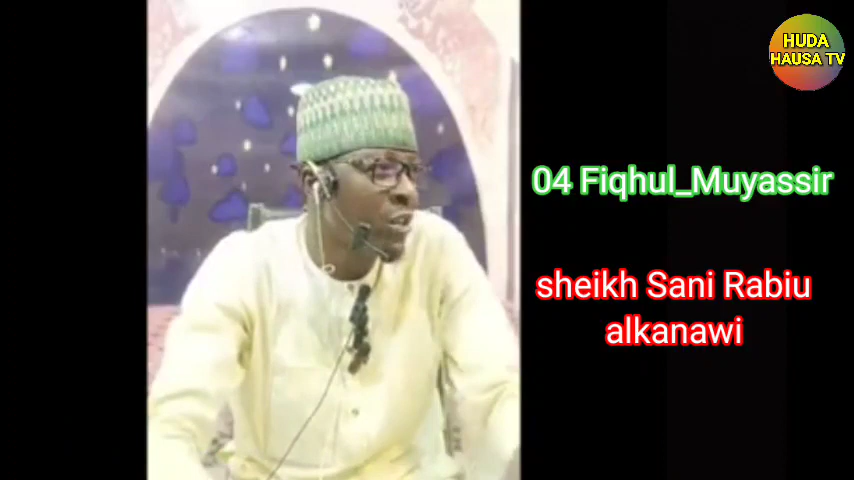 HUDA
HAUSA TV
04 Fiqhul_Muyassir
sheikh Sani Rabiu
alkanawi